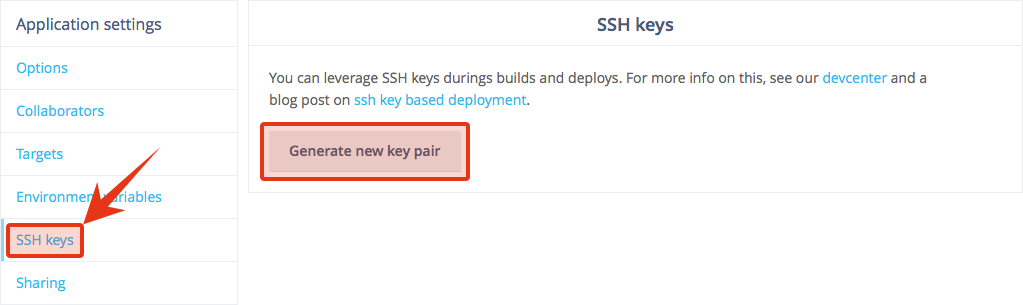 Application settings
Options
Collaborators
Targets
Environment variables
SSH keys
Sharing
SSH keys
You can leverage SSH keys durings builds and deploys. For more info on this, see our devcenter and a
blog post on ssh key based deployment.
Generate new key pair